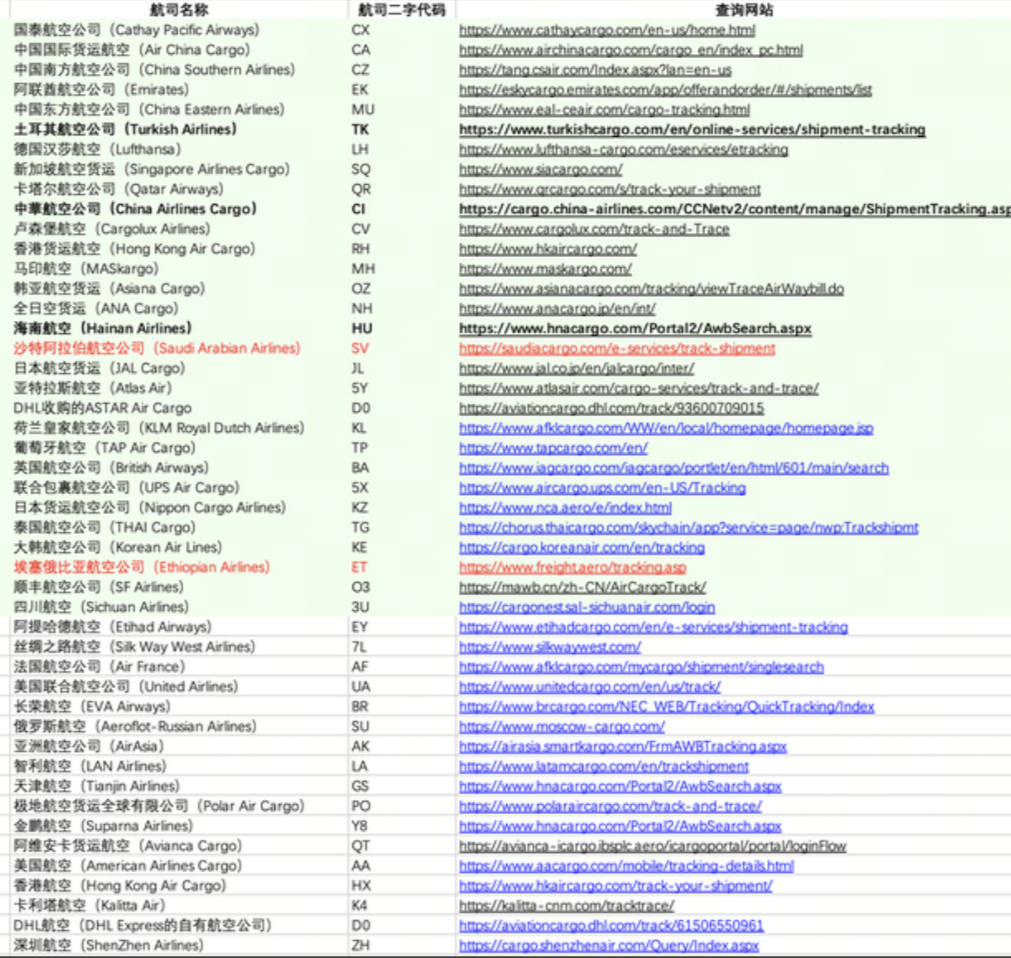 航司名称 航司二字代码 查询网站
国泰航空公司（Cathay Pacific Airways） CX https://www.cathaycargo.com/en-us/home.html
中国国际货运航空（Air China Cargo） CA https://www.airchinacargo.com/cargo_en/index_pc.html
中国南方航空公司（China Southern Airlines） CZ https://tang.csair.com/Index.aspx?lan=en-us
阿联酋航空（Emirates） EK https://eskycargo.emirates.com/app/offerandorder/#/shipments/list
中国东方航空公司（China Eastern Airlines） MU https://www.eal-ceair.com/cargo-tracking.html
土耳其航空公司（Turkish Airlines） TK https://www.turkishcargo.com/en/online-services/shipment-tracking
德国汉莎航空（Lufthansa） LH https://www.lufthansa-cargo.com/eservices/etracking
新加坡航空货运（Singapore Airlines Cargo） SQ https://www.siacargo.com/
卡塔尔航空公司（Qatar Airways） QR https://www.qrcargo.com/s/track-your-shipment
中華航空公司（China Airlines Cargo） CI https://cargo.china-airlines.com/CCNetv2/content/manage/ShipmentTracking.asp
卢森堡航空（Cargolux Airlines） CV https://www.cargolux.com/track-and-Trace
香港货运航空（Hong Kong Air Cargo） RH https://www.hkaircargo.com/
马印航空（MASkargo） MH https://www.maskargo.com/
韩亚航空货运（Asiana Cargo） OZ https://www.asianacargo.com/tracking/viewTraceAirWaybill.do
全日空货运（ANA Cargo） NH https://www.anacargo.jp/en/int/
海南航空（Hainan Airlines） HU https://www.hnacargo.com/Portal2/AwbSearch.aspx
沙特阿拉伯航空公司（Saudi Arabian Airlines） SV https://saudiacargo.com/e-services/track-shipment
日本航空货运（JAL Cargo） JL https://www.jal.co.jp/en/jalcargo/inter/
亚特拉斯航空（Atlas Air） 5Y https://www.atlasair.com/cargo-services/track-and-trace/
DHL收购的ASTAR Air Cargo D0 https://aviationcargo.dhl.com/track/93600709015
荷兰皇家航空公司（KLM Royal Dutch Airlines） KL https://www.afklcargo.com/WW/en/local/homepage/homepage.jsp
葡萄牙航空（TAP Air Cargo） TP https://www.tapcargo.com/en/
英国航空公司（British Airways） BA https://www.iagcargo.com/iagcargo/portlet/en/html/601/main/search
联合包裹航空公司（UPS Air Cargo） 5X https://www.aircargo.ups.com/en-US/Tracking
日本货运航空公司（Nippon Cargo Airlines） KZ https://www.nca.aero/e/index.html
泰国航空公司（THAI Cargo） TG https://chorus.thaicargo.com/skychain/app?service=page/nwp:Trackshipmt
大韩航空公司（Korean Air Lines） KE https://cargo.koreanair.com/en/tracking
埃塞俄比亚航空公司（Ethiopian Airlines） ET https://www.freight.aero/tracking.asp
顺丰航空公司（SF Airlines） O3 https://mawb.cn/zh-CN/AirCargoTrack/
四川航空（Sichuan Airlines） 3U https://cargonest.sal-sichuanair.com/login
阿提哈德航空（Etihad Airways） EY https://www.etihadcargo.com/en/e-services/shipment-tracking
丝绸之路航空（Silk Way West Airlines） 7L https://www.silkwaywest.com/
法国航空公司（Air France） AF https://www.afklcargo.com/mycargo/shipment/singlesearch
美国联合航空公司（United Airlines） UA https://www.unitedcargo.com/en/us/track/
长荣航空（EVA Airways） BR https://www.brcargo.com/NEC_WEB/Tracking/QuickTracking/Index
俄罗斯航空（Aeroflot-Russian Airlines） SU https://www.moscow-cargo.com/
亚洲航空公司（AirAsia） AK https://airasia.smartkargo.com/FrmAWBTracking.aspx
智利航空（LAN Airlines） LA https://www.latamcargo.com/en/trackshipment
天津航空（Tianjin Airlines） GS https://www.hnacargo.com/Portal2/AwbSearch.aspx
极地航空货运全球有限公司（Polar Air Cargo） PO https://www.polaraircargo.com/track-and-trace/
金鹏航空（Suparna Airlines） Y8 https://www.hnacargo.com/Portal2/AwbSearch.aspx
阿维安卡货运航空（Avianca Cargo） QT https://avianca-icargo.ibsplc.aero/icargoportal/portal/loginFlow
美国航空（American Airlines Cargo） AA https://www.aacargo.com/mobile/tracking-details.html
香港航空（Hong Kong Air Cargo） HX https://www.hkaircargo.com/track-your-shipment/
卡利塔航空（Kalitta Air） K4 https://kalitta-cnm.com/tracktrace/
DHL航空（DHL Express的自有航空公司） D0 https://aviationcargo.dhl.com/track/61506550961
深圳航空（ShenZhen Airlines） ZH https://cargo.shenzhenair.com/Query/Index.aspx